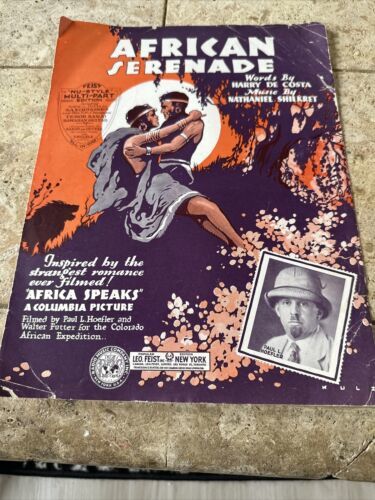 AFRICAN
SERENADE
Words By
HARRY DE COSTA
Music By
NATHANIEL SHILKRET
FEIST
"NU-STYLE"
MULTI-PART
EDITION
Inspired by the
strangest romance
ever Filmed!
"AFRICA SPEAKS"
A COLUMBIA PICTURE
Filmed by Paul L. Hoefler and
Walter Futter for the Colorado
African Expedition..
PAUL L.
HOEFLER
LEO. FEIST INC. NEW YORK